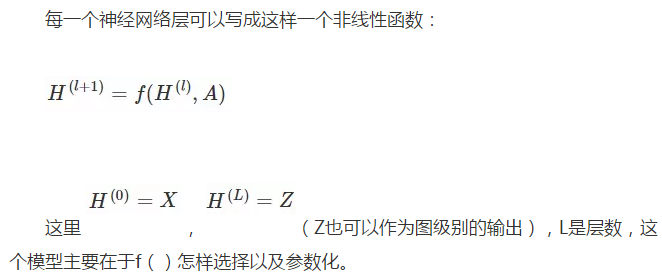 每一个神经网络层可以写成这样一个非线性函数：
H^{(l+1)} = f(H^{(l)}, A)
这里 H^{(0)} = X ， H^{(L)} = Z （Z也可以作为图级别的输出），L是层数，这
个模型主要在于f（ ）怎样选择以及参数化。